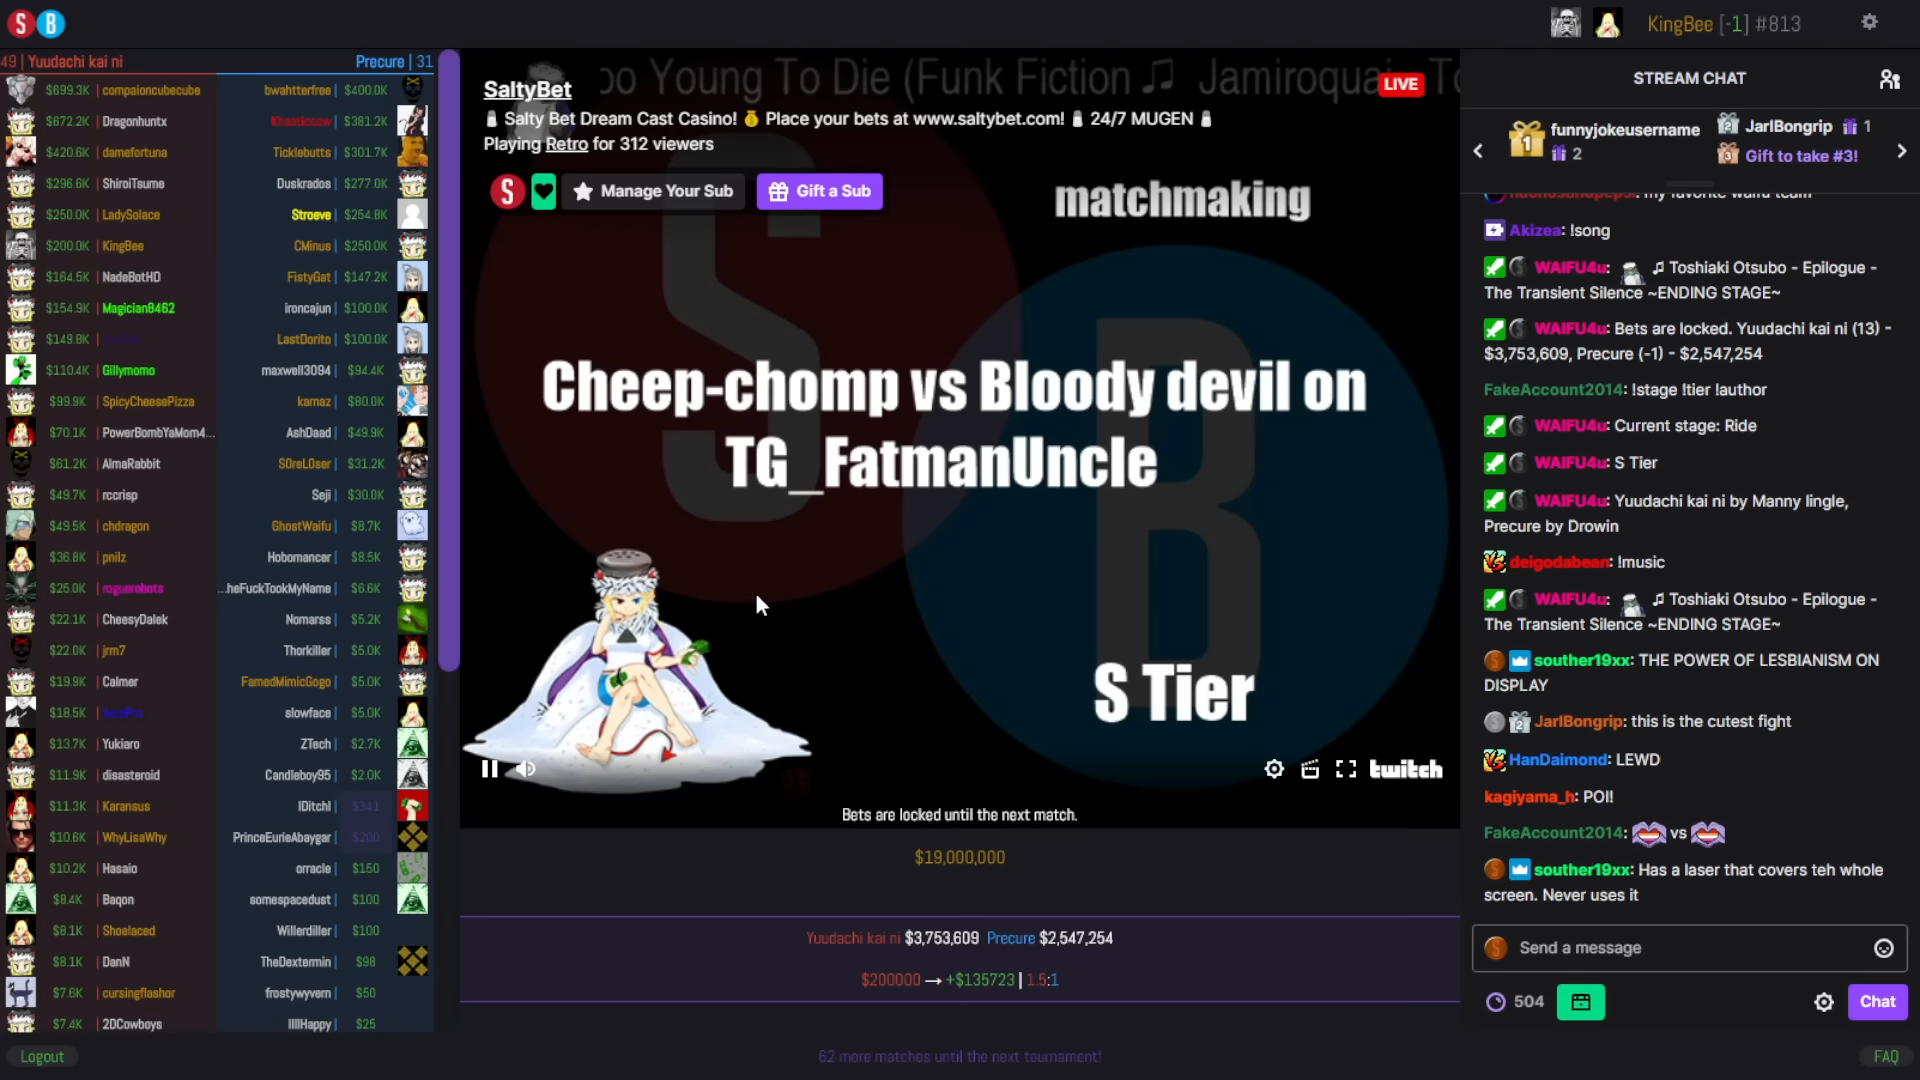 S B
KingBee [-1] #813
49 | Yuudachi kai ni
Precure | 31
$699.3K | compaioncubecube
bwahtterfree | $400.0K
$672.2K | Dragonhuntx
Khaoticcow | $381.2K
$420.6K | damefortuna
Ticklebutts | $301.7K
$296.6K | ShiroiTsume
Duskrados | $277.0K
$250.0K | LadySolace
Stroeve | $254.8K
$200.0K | KingBee
CMinus | $250.0K
$164.5K | NadeBotHD
FistyGat | $147.2K
$154.9K | Magician8462
ironcajun | $100.0K
$149.8K |
LastDorito | $100.0K
$110.4K | Gillymomo
maxwell3094 | $94.4K
$99.9K | SpicyCheesePizza
kamaz | $80.0K
$70.1K | PowerBombYaMom4...
AshDaad | $49.9K
$61.2K | AlmaRabbit
S0reL0ser | $31.2K
$49.7K | rccrisp
Seji | $30.0K
$49.5K | chdragon
GhostWaifu | $8.7K
$36.8K | pnilz
Hobomancer | $8.5K
$25.0K | roguerobots
...heFuckTookMyName | $6.6K
$22.1K | CheesyDalek
Nomarss | $5.2K
$22.0K | jrm7
Thorkiller | $5.0K
$19.9K | Calmer
FamedMimicGogo | $5.0K
$18.5K |
slowface | $5.0K
$13.7K | Yukiaro
ZTech | $2.7K
$11.9K | disasteroid
Candleboy95 | $2.0K
$11.3K | Karansus
IDitchI | $341
$10.6K | WhyLisaWhy
PrinceEurieAbaygar | $200
$10.2K | Hasaio
orracle | $150
$8.4K | Baqon
somespacedust | $100
$8.1K | Shoelaced
Willerdiller | $100
$8.1K | DanN
TheDextermin | $98
$7.6K | cursingflashor
frostywyvern | $50
$7.4K | 2DCowboys
IIIIHappy | $25
Logout
oo Young To Die (Funk Fiction ♫ Jamiroquai
SaltyBet
LIVE
Salty Bet Dream Cast Casino! 💰 Place your bets at www.saltybet.com! 24/7 MUGEN
Playing Retro for 312 viewers
S Manage Your Sub Gift a Sub
matchmaking
Cheep-chomp vs Bloody devil on
TG_FatmanUncle
S Tier
twitch
Bets are locked until the next match.
$19,000,000
Yuudachi kai ni $3,753,609 Precure $2,547,254
$200000 → +$135723 | 1.5:1
62 more matches until the next tournament!
STREAM CHAT
1 funnyjokeusername 2
2 JarlBongrip 1
3 Gift to take #3!
my favorite waifu team
Akizea: !song
WAIFU4u: ♫ Toshiaki Otsubo - Epilogue -
The Transient Silence ~ENDING STAGE~
WAIFU4u: Bets are locked. Yuudachi kai ni (13) -
$3,753,609, Precure (-1) - $2,547,254
FakeAccount2014: !stage !tier !author
WAIFU4u: Current stage: Ride
WAIFU4u: S Tier
WAIFU4u: Yuudachi kai ni by Manny lingle,
Precure by Drowin
deigodabean: !music
WAIFU4u: ♫ Toshiaki Otsubo - Epilogue -
The Transient Silence ~ENDING STAGE~
souther19xx: THE POWER OF LESBIANISM ON
DISPLAY
JarlBongrip: this is the cutest fight
HanDaimond: LEWD
kagiyama_h: POI!
FakeAccount2014: vs
souther19xx: Has a laser that covers teh whole
screen. Never uses it
Send a message
504
Chat
FAQ